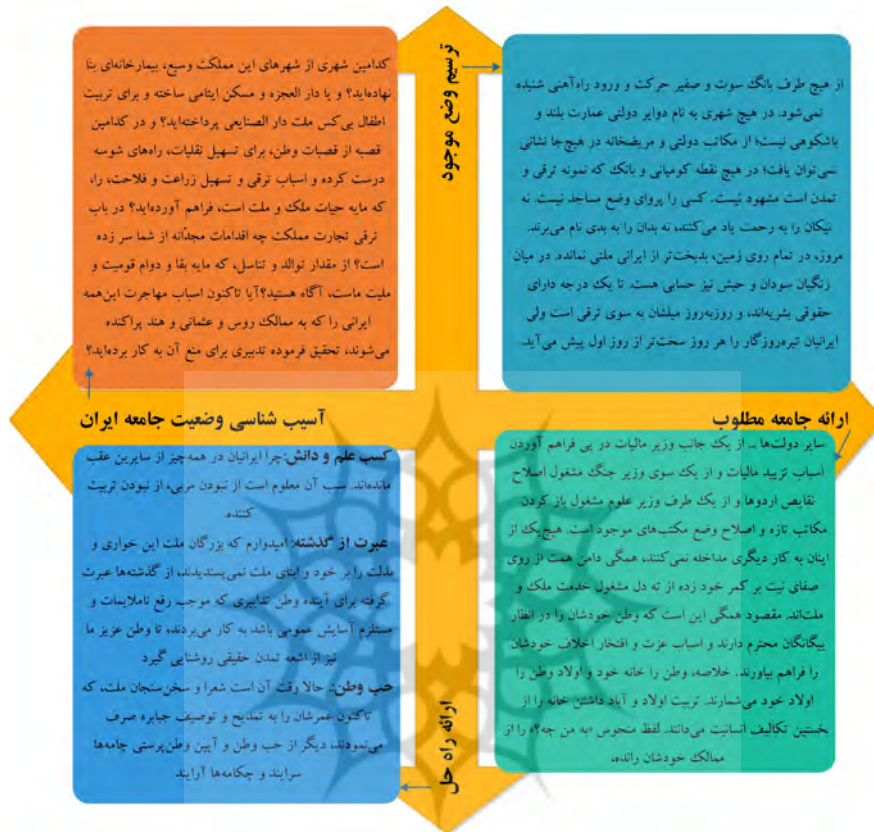 ترسیم وضع موجود
از هیچ طرف بانگ سوت و صفیر حرکت و ورود راه‌آهنی شنیده
نمی‌شود. در هیچ شهری به نام دوایر دولتی عمارت بلند و
باشکوهی نیست؛ از مکاتب دولتی و مریضخانه در هیچ‌جا نشانی
نمی‌توان یافت؛ در هیچ نقطه کومپانی و بانک که نمونه ترقی و
تمدن است مشهود نیست. کسی را پروای وضع مساجد نیست. نه
نیکان را به رحمت یاد می‌کنند، نه بدان را به بدی نام می‌برند.
مروز، در تمام روی زمین، بدبخت‌تر از ایرانی ملتی نمانده. در میان
زنگیان سودان و حبش نیز حسابی هست. تا یک درجه دارای
حقوقی بشریه‌اند، و روزبه‌روز میلشان به سوی ترقی است ولی
ایرانیان تیره‌روزگار را هر روز سخت‌تر از روز اول پیش می‌آید.
کدامین شهری از شهرهای این مملکت وسیع، بیمارخانه‌ای بنا
نهاده‌اید؟ و یا دار العجزه و مسکن ایتامی ساخته و برای تربیت
اطفال بی‌کس ملت دار الصنایعی پرداخته‌اید؟ و در کدامین
قصبه از قصبات وطن، برای تسهیل نقلیات، راه‌های شوسه
درست کرده و اسباب ترقی و تسهیل زراعت و فلاحت، را،
که مایه حیات ملک و ملت است، فراهم آورده‌اید؟ در باب
ترقی تجارت مملکت چه اقدامات مجدّانه از شما سر زده
است؟ از مقدار توالد و تناسل، که مایه بقا و دوام قومیت و
ملیت ماست، آگاه هستید؟آیا تاکنون اسباب مهاجرت این‌همه
ایرانی را که به ممالک روس و عثمانی و هند پراکنده
می‌شوند، تحقیق فرموده تدبیری برای منع آن به کار برده‌اید؟
ارائه جامعه مطلوب
آسیب شناسی وضعیت جامعه ایران
سایر دولت‌ها – از یک جانب وزیر مالیات در پی فراهم آوردن
اسباب تزیید مالیات و از یک سوی وزیر جنگ مشغول اصلاح
نقایص اردوها و از یک طرف وزیر علوم مشغول باز کردن
مکاتب تازه و اصلاح وضع مکتب‌های موجود است. هیچ‌یک از
اینان به کار دیگری مداخله نمی‌کنند، همگی دامن همت از روی
صفای نیت بر کمر خود زده از ته دل مشغول خدمت ملک و
ملت‌اند. مقصود همگی این است که وطن خودشان را در انظار
بیگانگان محترم دارند و اسباب عزت و افتخار اخلاف خودشان
را فراهم بیاورند. خلاصه، وطن را خانه خود و اولاد وطن را
اولاد خود می‌شمارند. تربیت اولاد و آباد داشتن خانه را از
نخستین تکالیف انسانیت می‌دانند. لفظ منحوس «به من چه؟» را از
ممالک خودشان رانده،
کسب علم و دانش:چرا ایرانیان در همه‌چیز از سایرین عقب
مانده‌اند. سبب آن معلوم است از نبودن مربی، از نبودن تربیت
کننده.
عبرت از گذشته: امیدوارم که بزرگان ملت این خواری و
مذلت را بر خود و ابنای ملت نمی‌پسندیدند، از گذشته‌ها عبرت
گرفته برای آینده وطن تدابیری که موجب رفع ناملایمات و
مستلزم آسایش عمومی باشد به کار می‌بردند، تا وطن عزیز ما
نیز از اشعه تمدن حقیقی روشنایی گیرد
حب وطن: حالا وقت آن است شعرا و سخن‌سنجان ملت، که
تاکنون عمرشان را به تمدیح و توصیف جبابره صرف
می‌نمودند، دیگر از حب وطن و آیین وطن‌پرستی چامه‌ها
سرایند و چکامه‌ها آرایند
ارائه راه حل